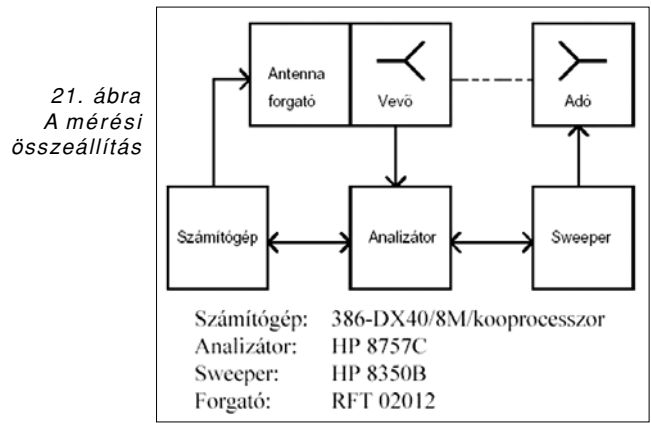 21. ábra
A mérési
összeállítás
Antenna
forgató
Vevő
Adó
Számítógép
Analizátor
Sweeper
Számítógép: 386-DX40/8M/kooprocesszor
Analizátor: HP 8757C
Sweeper: HP 8350B
Forgató: RFT 02012